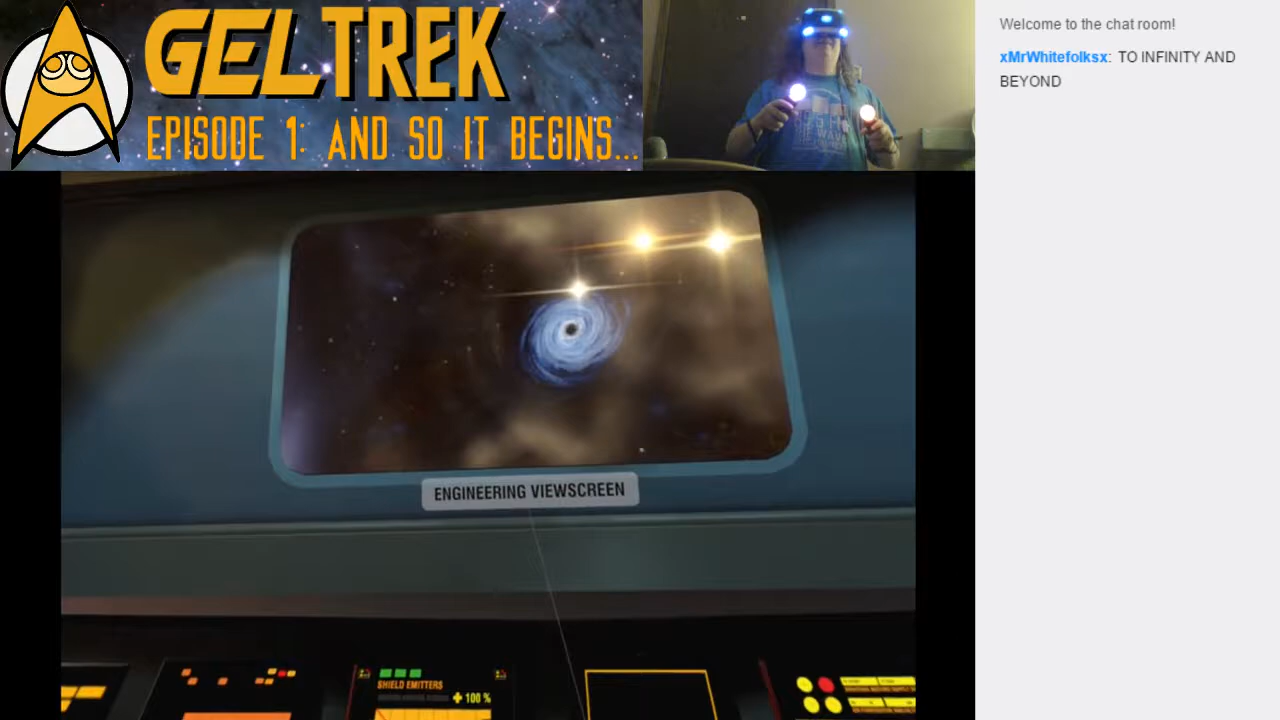 GELTREK
EPISODE 1: AND SO IT BEGINS...
Welcome to the chat room!
xMrWhitefolksx: TO INFINITY AND
BEYOND
ENGINEERING VIEWSCREEN
SHIELD EMITTERS
100 %